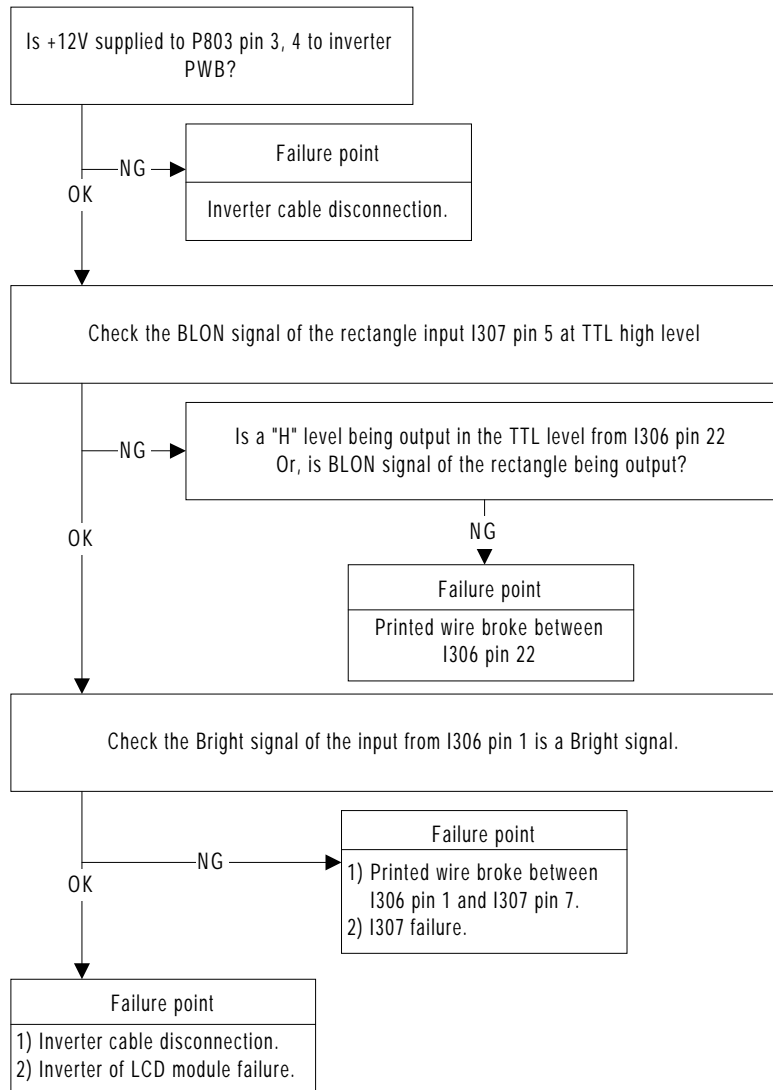 Is +12V supplied to P803 pin 3, 4 to inverter
PWB?
NG
Failure point
Inverter cable disconnection.
OK
Check the BLON signal of the rectangle input I307 pin 5 at TTL high level
NG
Is a "H" level being output in the TTL level from I306 pin 22
Or, is BLON signal of the rectangle being output?
OK
NG
Failure point
Printed wire broke between
I306 pin 22
Check the Bright signal of the input from I306 pin 1 is a Bright signal.
NG
Failure point
1) Printed wire broke between
I306 pin 1 and I307 pin 7.
2) I307 failure.
OK
Failure point
1) Inverter cable disconnection.
2) Inverter of LCD module failure.